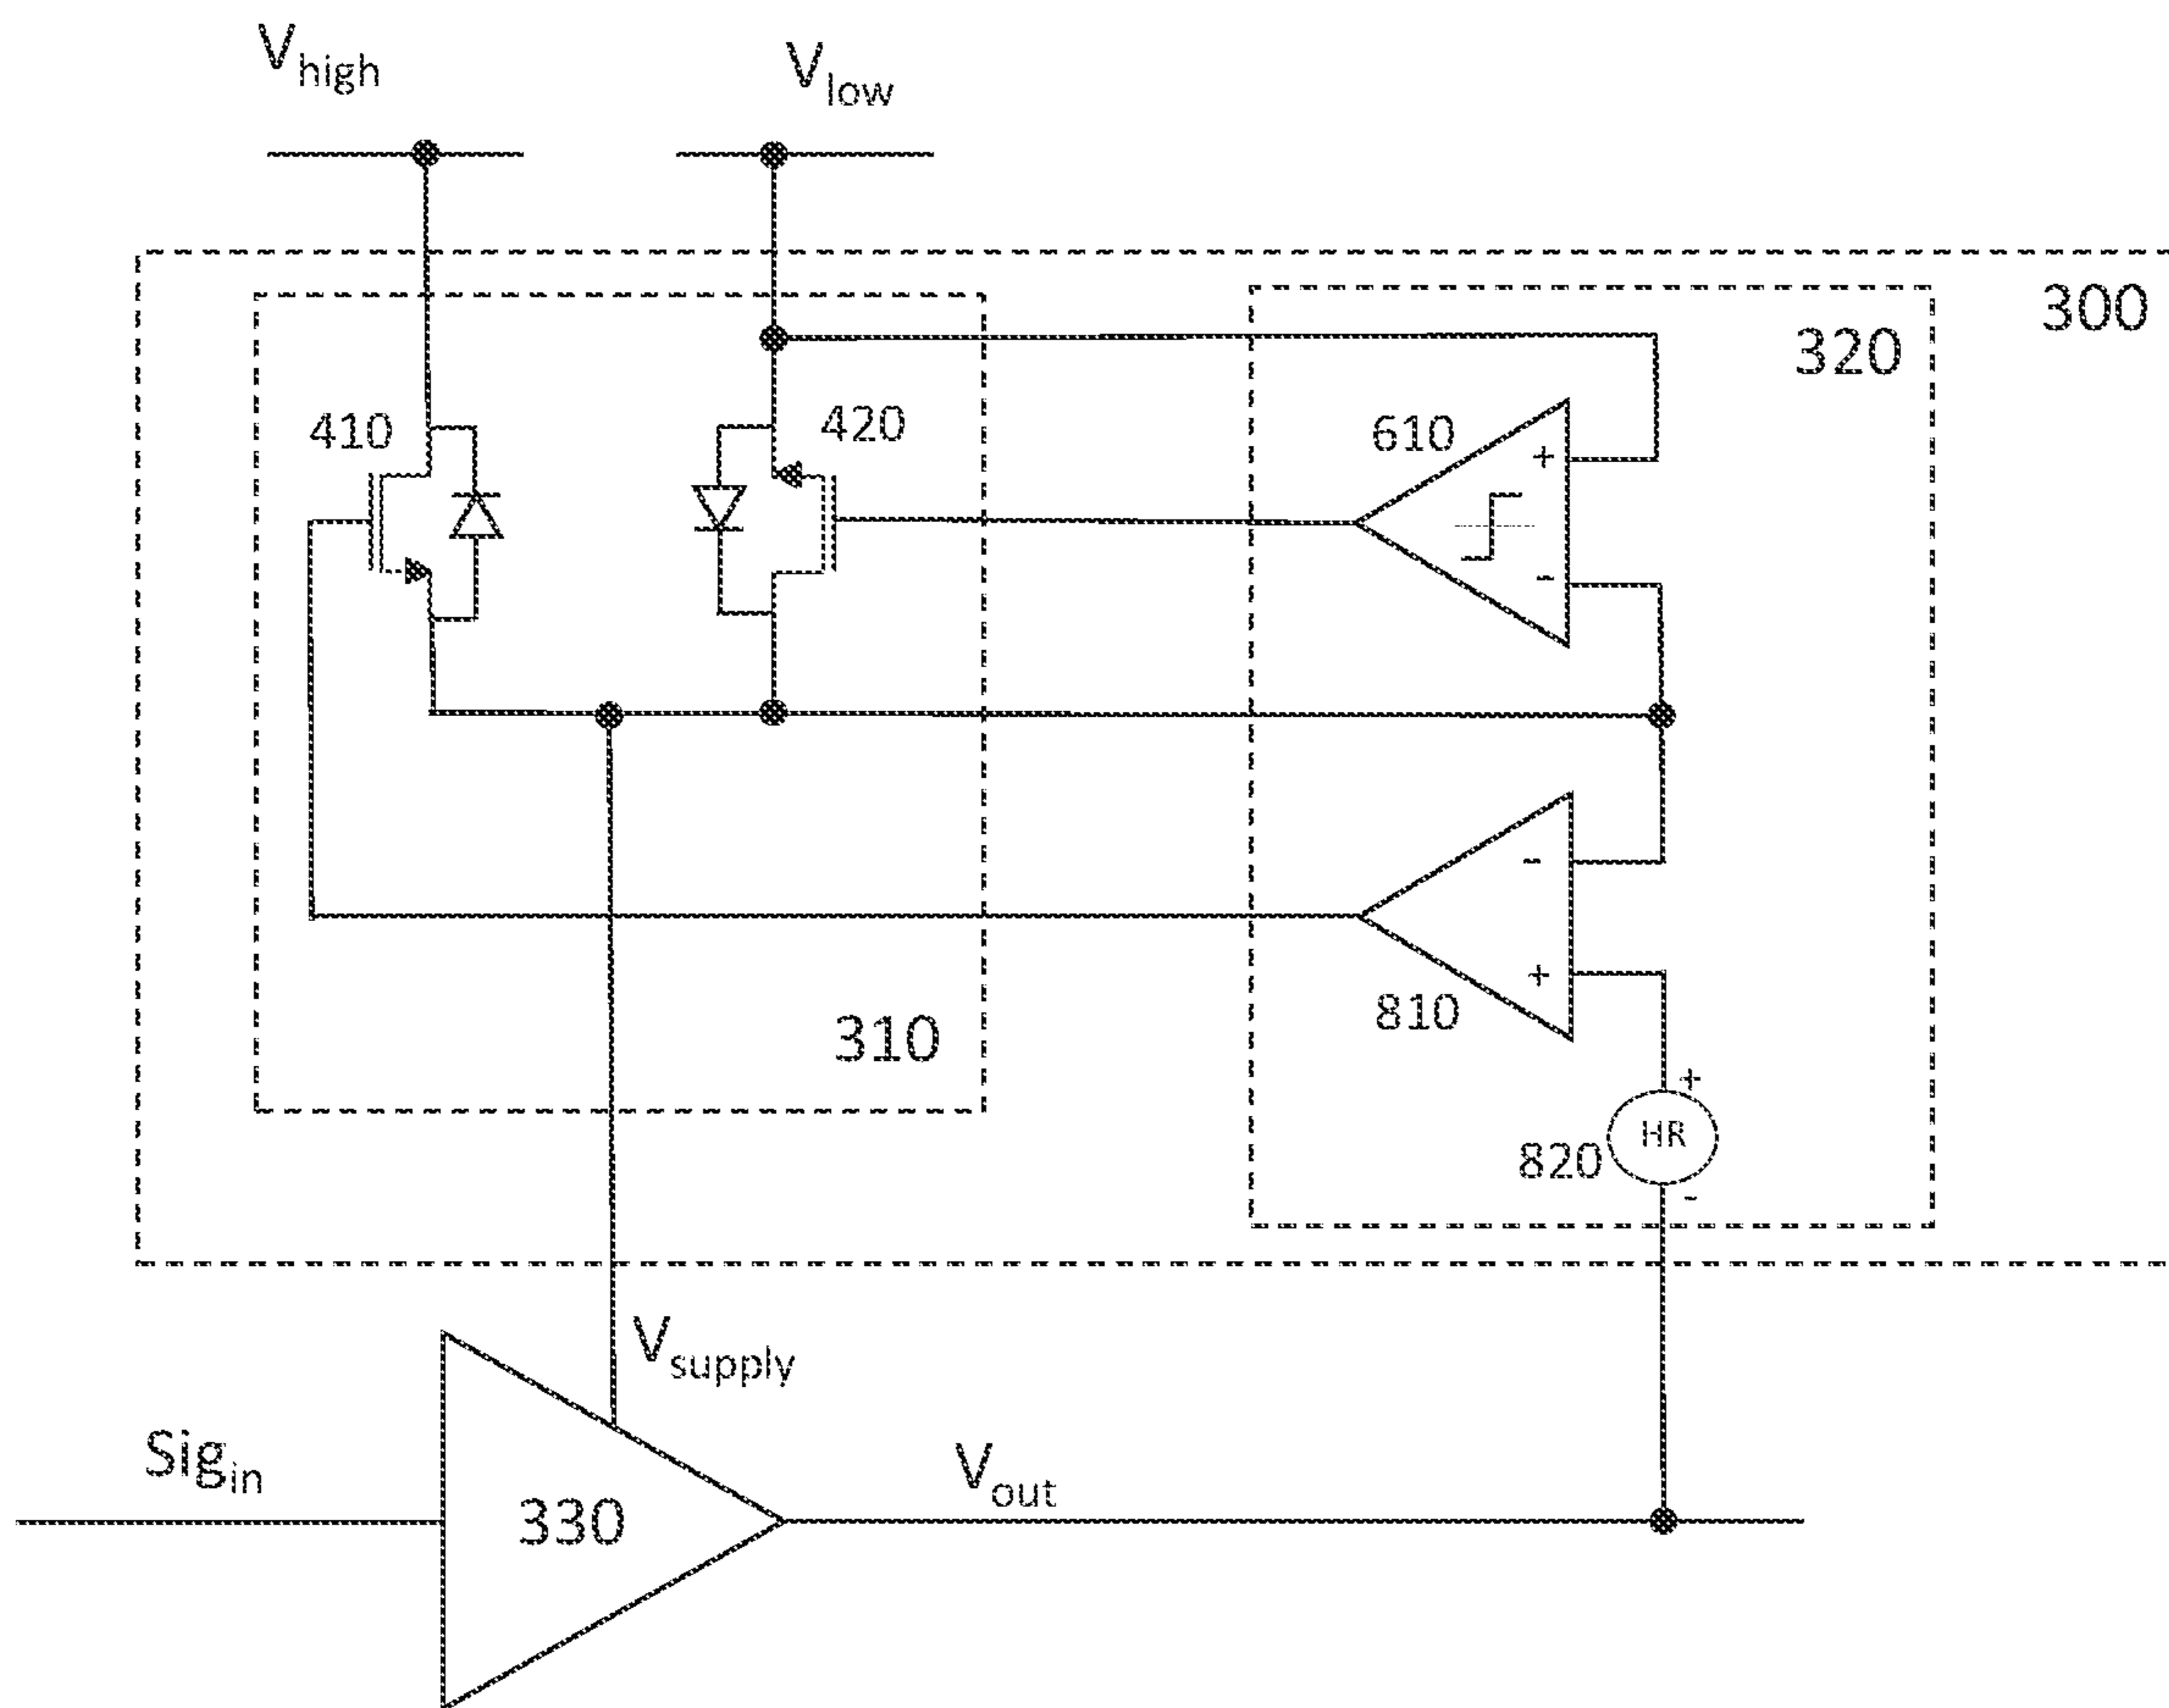 Vhigh
Vlow
300
320
410
420
610
+
-
-
+
810
310
+
HR
820
-
Vsupply
Sigin
Vout
330